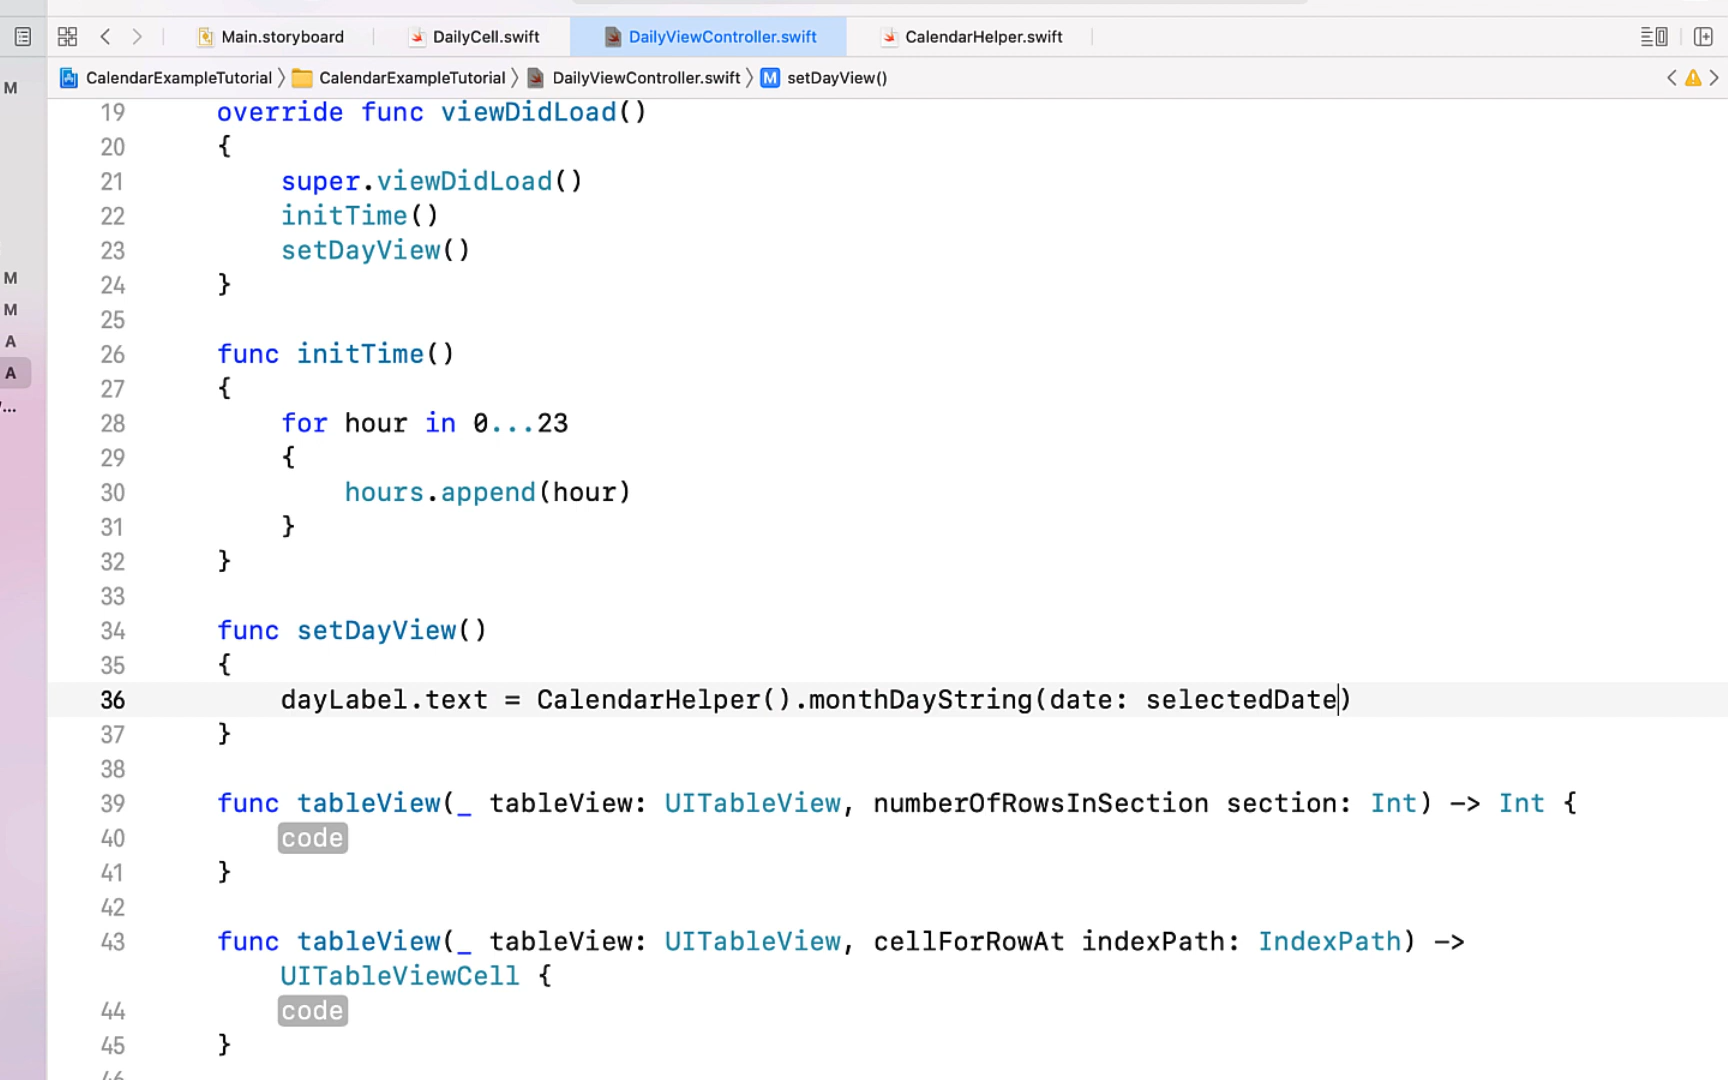 Main.storyboard DailyCell.swift DailyViewController.swift CalendarHelper.swift
M CalendarExampleTutorial CalendarExampleTutorial DailyViewController.swift M setDayView()
19 override func viewDidLoad()
20 {
21 super.viewDidLoad()
22 initTime()
23 setDayView()
M
24 }
M
25
A
26 func initTime()
A
27 {
...
28 for hour in 0...23
29 {
30 hours.append(hour)
31 }
32 }
33
34 func setDayView()
35 {
36 dayLabel.text = CalendarHelper().monthDayString(date: selectedDate)
37 }
38
39 func tableView(_ tableView: UITableView, numberOfRowsInSection section: Int) -> Int {
40 code
41 }
42
43 func tableView(_ tableView: UITableView, cellForRowAt indexPath: IndexPath) ->
UITableViewCell {
44 code
45 }
46